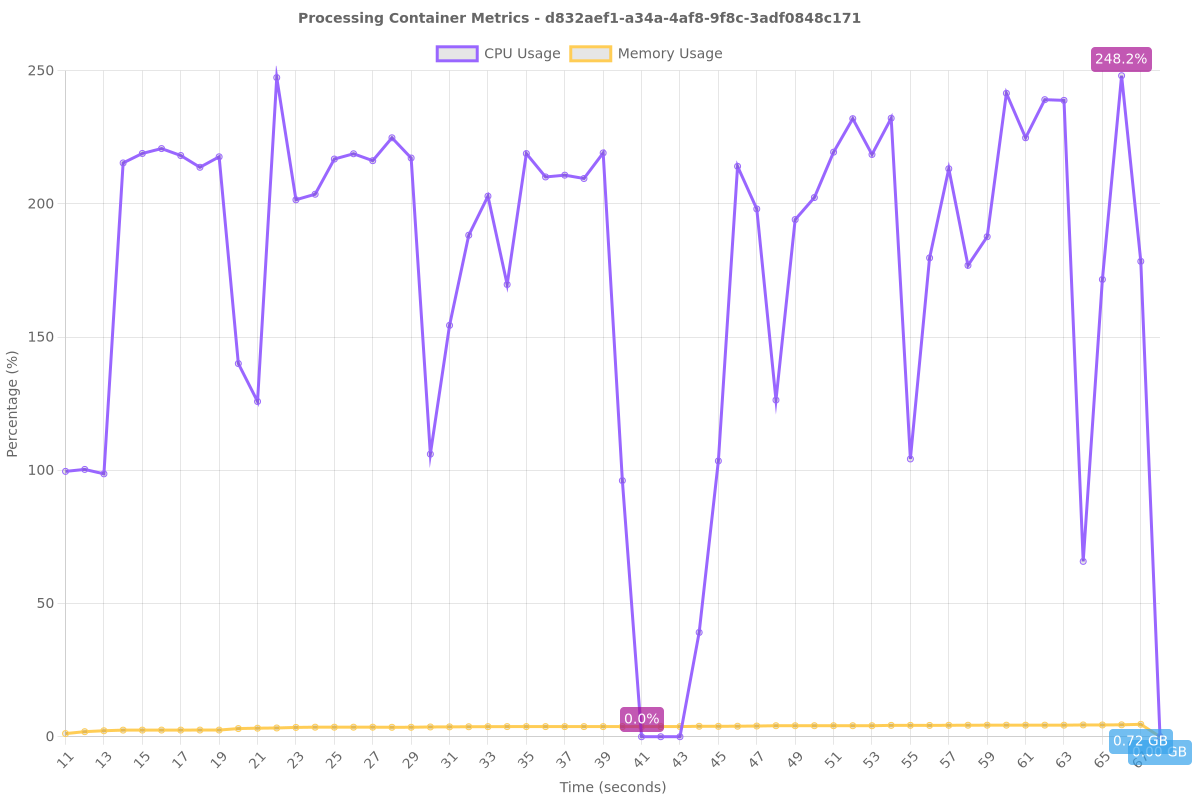 Processing Container Metrics - d832aef1-a34a-4af8-9f8c-3adf0848c171
CPU Usage Memory Usage
248.2%
250
200
150
100
50
0
Percentage (%)
0.0%
0.72 GB
0.00 GB
11 13 15 17 19 21 23 25 27 29 31 33 35 37 39 41 43 45 47 49 51 53 55 57 59 61 63 65 67
Time (seconds)